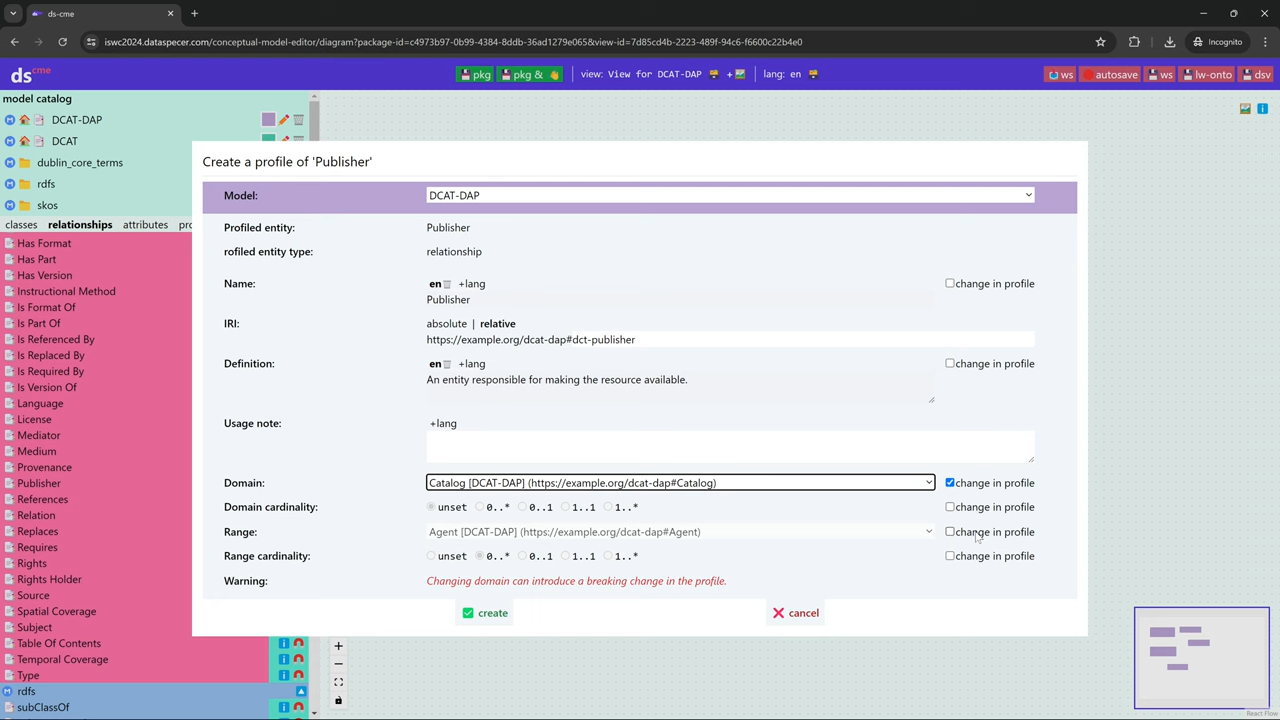 ds-cme
iswc2024.dataspecer.com/conceptual-model-editor/diagram?package-id=c4973b97-0b99-4384-8ddb-36ad1279e065&view-id=7d85cd4b-2223-489f-94c6-f6600c22b4e0
Incognito
ds cme
pkg
pkg &
view: View for DCAT-DAP
+
lang: en
ws
autosave
ws
lw-onto
dsv
model catalog
M DCAT-DAP
M DCAT
M dublin_core_terms
M rdfs
M skos
classes relationships attributes pro
Has Format
Has Part
Has Version
Instructional Method
Is Format Of
Is Part Of
Is Referenced By
Is Replaced By
Is Required By
Is Version Of
Language
License
Mediator
Medium
Provenance
Publisher
References
Relation
Replaces
Requires
Rights
Rights Holder
Source
Spatial Coverage
Subject
Table Of Contents
Temporal Coverage
Type
M rdfs
subClassOf
Create a profile of 'Publisher'
Model: DCAT-DAP
Profiled entity: Publisher
rofiled entity type: relationship
Name: en +lang change in profile
Publisher
IRI: absolute | relative
https://example.org/dcat-dap#dct-publisher
Definition: en +lang change in profile
An entity responsible for making the resource available.
Usage note: +lang
Domain: Catalog [DCAT-DAP] (https://example.org/dcat-dap#Catalog) change in profile
Domain cardinality: unset 0..* 0..1 1..1 1..* change in profile
Range: Agent [DCAT-DAP] (https://example.org/dcat-dap#Agent) change in profile
Range cardinality: unset 0..* 0..1 1..1 1..* change in profile
Warning: Changing domain can introduce a breaking change in the profile.
create
cancel
React Flow